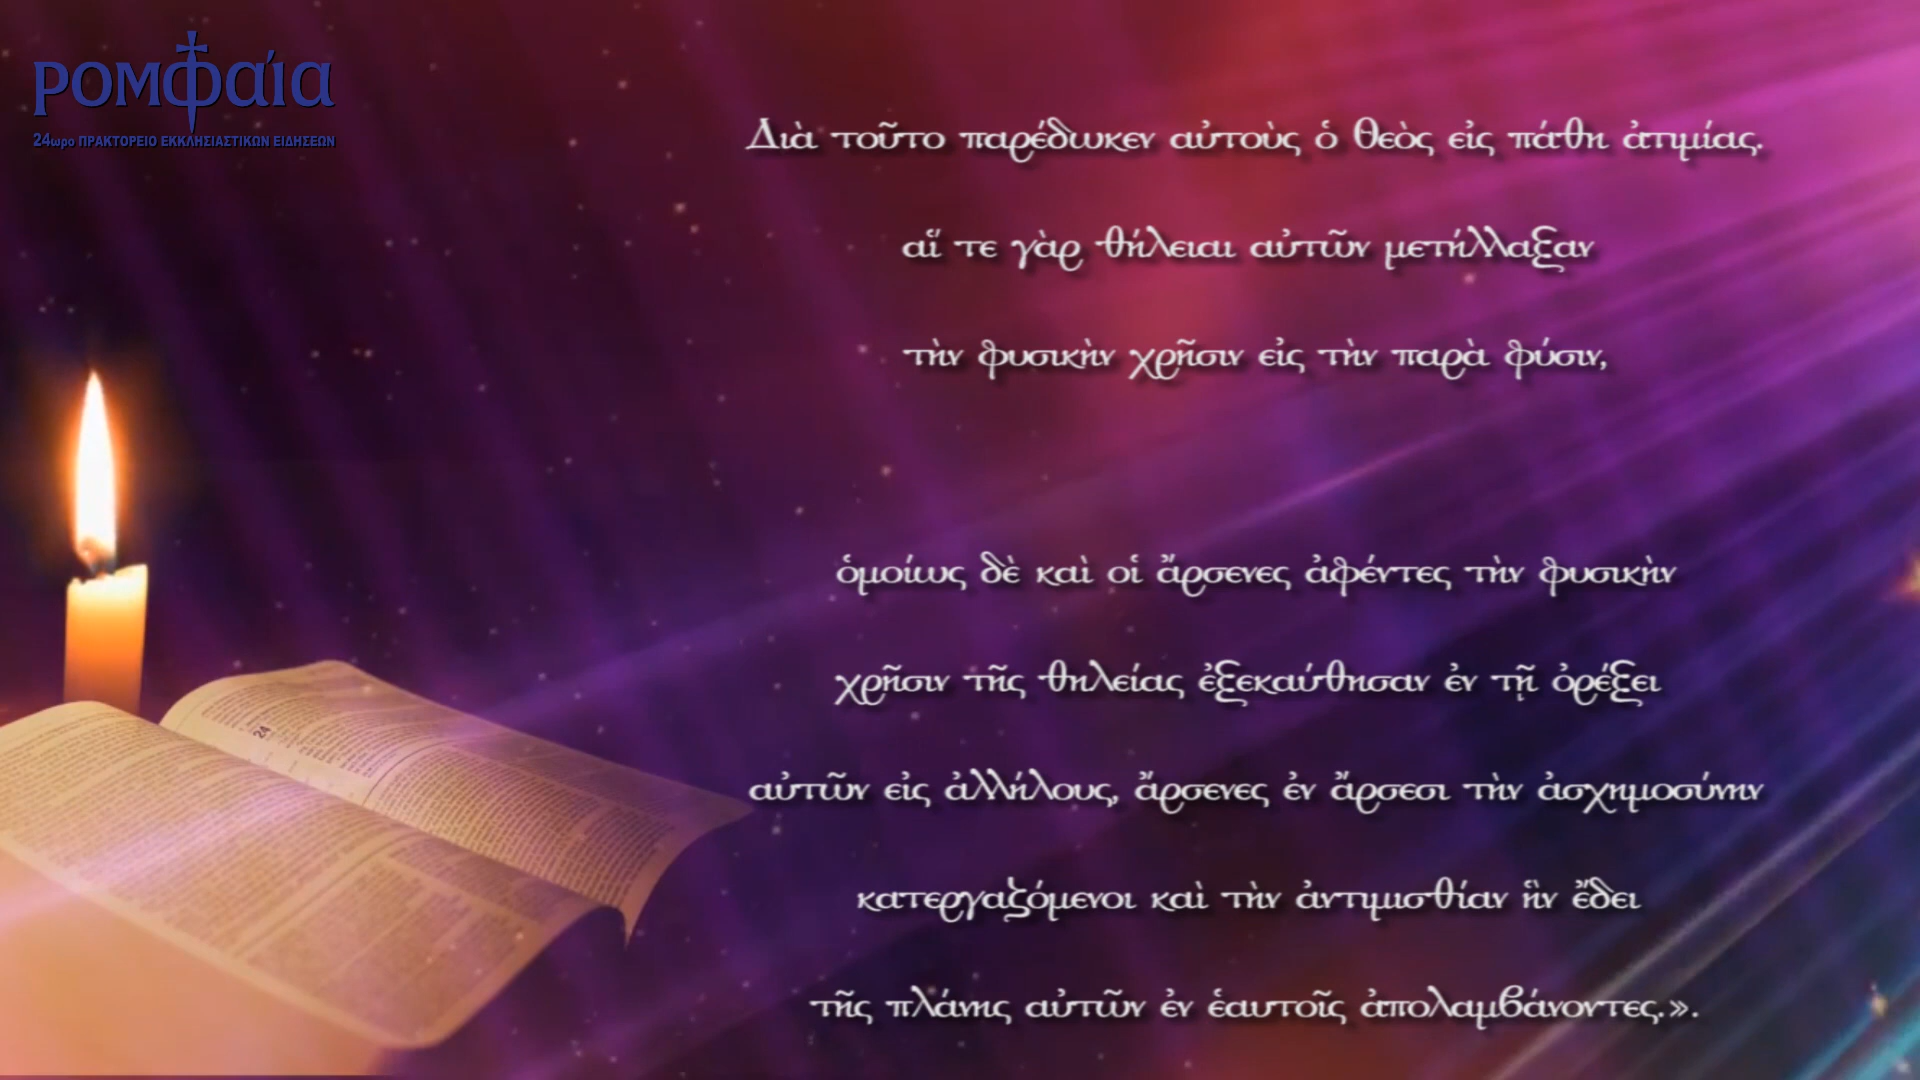 ΡΟΜΦΑΙΑ
24ωρο ΠΡΑΚΤΟΡΕΙΟ ΕΚΚΛΗΣΙΑΣΤΙΚΩΝ ΕΙΔΗΣΕΩΝ
Διὰ τοῦτο παρέδωκεν αὐτοὺς ὁ Θεὸς εἰς πάθη ἀτιμίας.
αἵ τε γὰρ θήλειαι αὐτῶν μετήλλαξαν
τὴν φυσικὴν χρῆσιν εἰς τὴν παρὰ φύσιν,
ὁμοίως δὲ καὶ οἱ ἄρσενες ἀφέντες τὴν φυσικὴν
χρῆσιν τῆς θηλείας ἐξεκαύθησαν ἐν τῇ ὀρέξει
αὐτῶν εἰς ἀλλήλους, ἄρσενες ἐν ἄρσεσι τὴν ἀσχημοσύνην
κατεργαζόμενοι καὶ τὴν ἀντιμισθίαν ἣν ἔδει
τῆς πλάνης αὐτῶν ἐν ἑαυτοῖς ἀπολαμβάνοντες.».
24